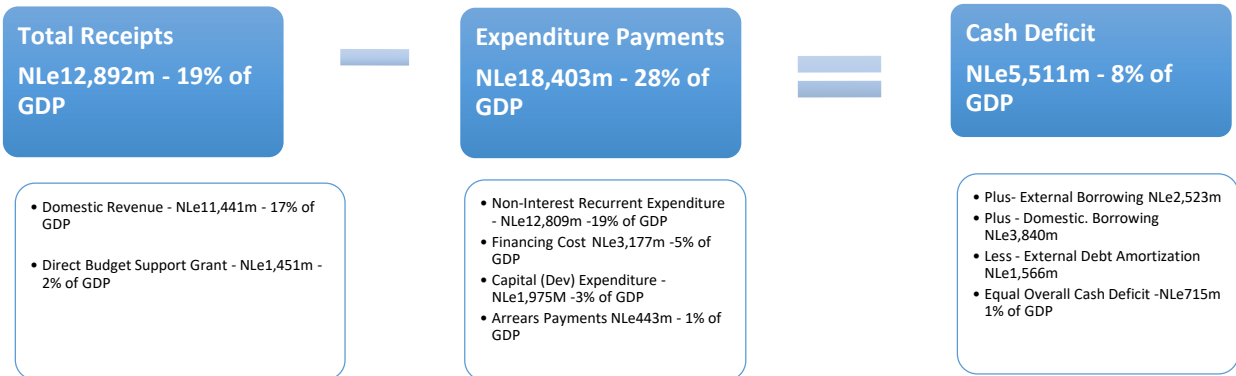 Total Receipts
NLe12,892m - 19% of
GDP
Expenditure Payments
NLe18,403m - 28% of
GDP
Cash Deficit
NLe5,511m - 8% of
GDP
• Domestic Revenue - NLe11,441m - 17% of
GDP
• Direct Budget Support Grant - NLe1,451m -
2% of GDP
• Non-Interest Recurrent Expenditure
- NLe12,809m -19% of GDP
• Financing Cost NLe3,177m -5% of
GDP
• Capital (Dev) Expenditure -
NLe1,975M -3% of GDP
• Arrears Payments NLe443m - 1% of
GDP
• Plus- External Borrowing NLe2,523m
• Plus - Domestic. Borrowing
NLe3,840m
• Less - External Debt Amortization
NLe1,566m
• Equal Overall Cash Deficit -NLe715m
1% of GDP